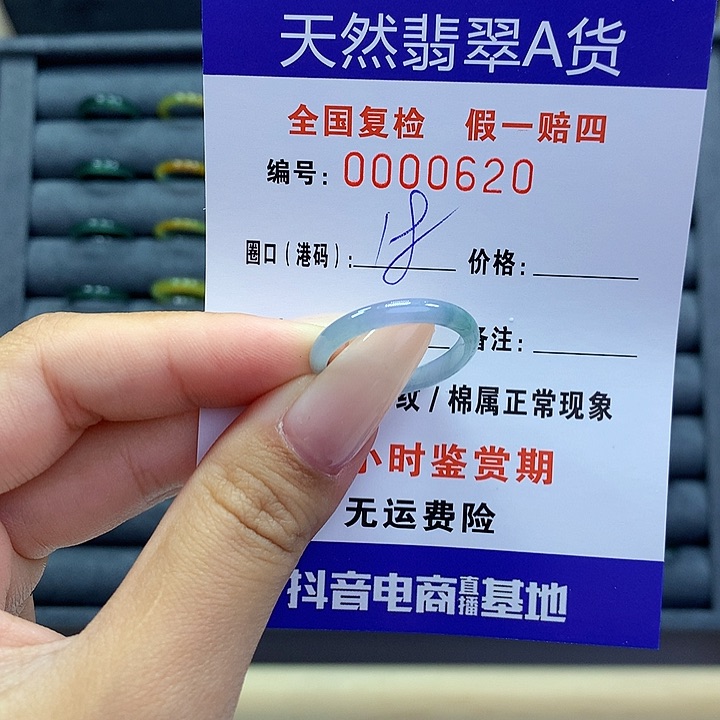 天然翡翠A货
全国复检 假一赔四
编号: 0000620
圈口(港码): 18 价格:
备注:
纹/棉属正常现象
小时鉴赏期
无运费险
抖音电商直播基地